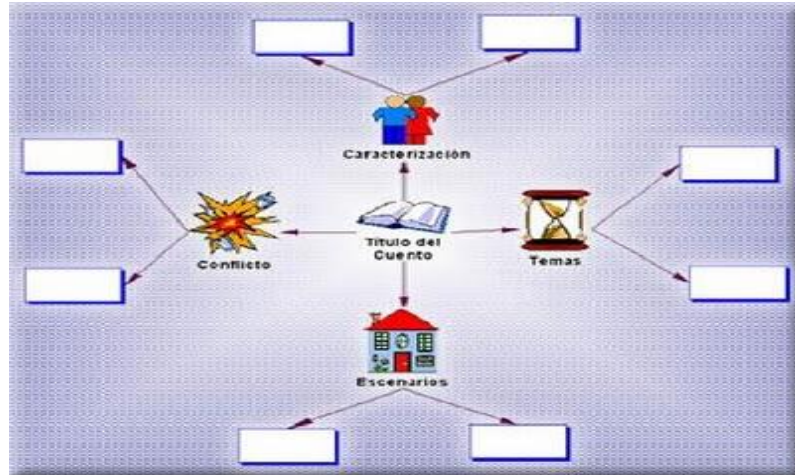 Caracterización
Título del
Cuento
Conflicto
Temas
Escenarios